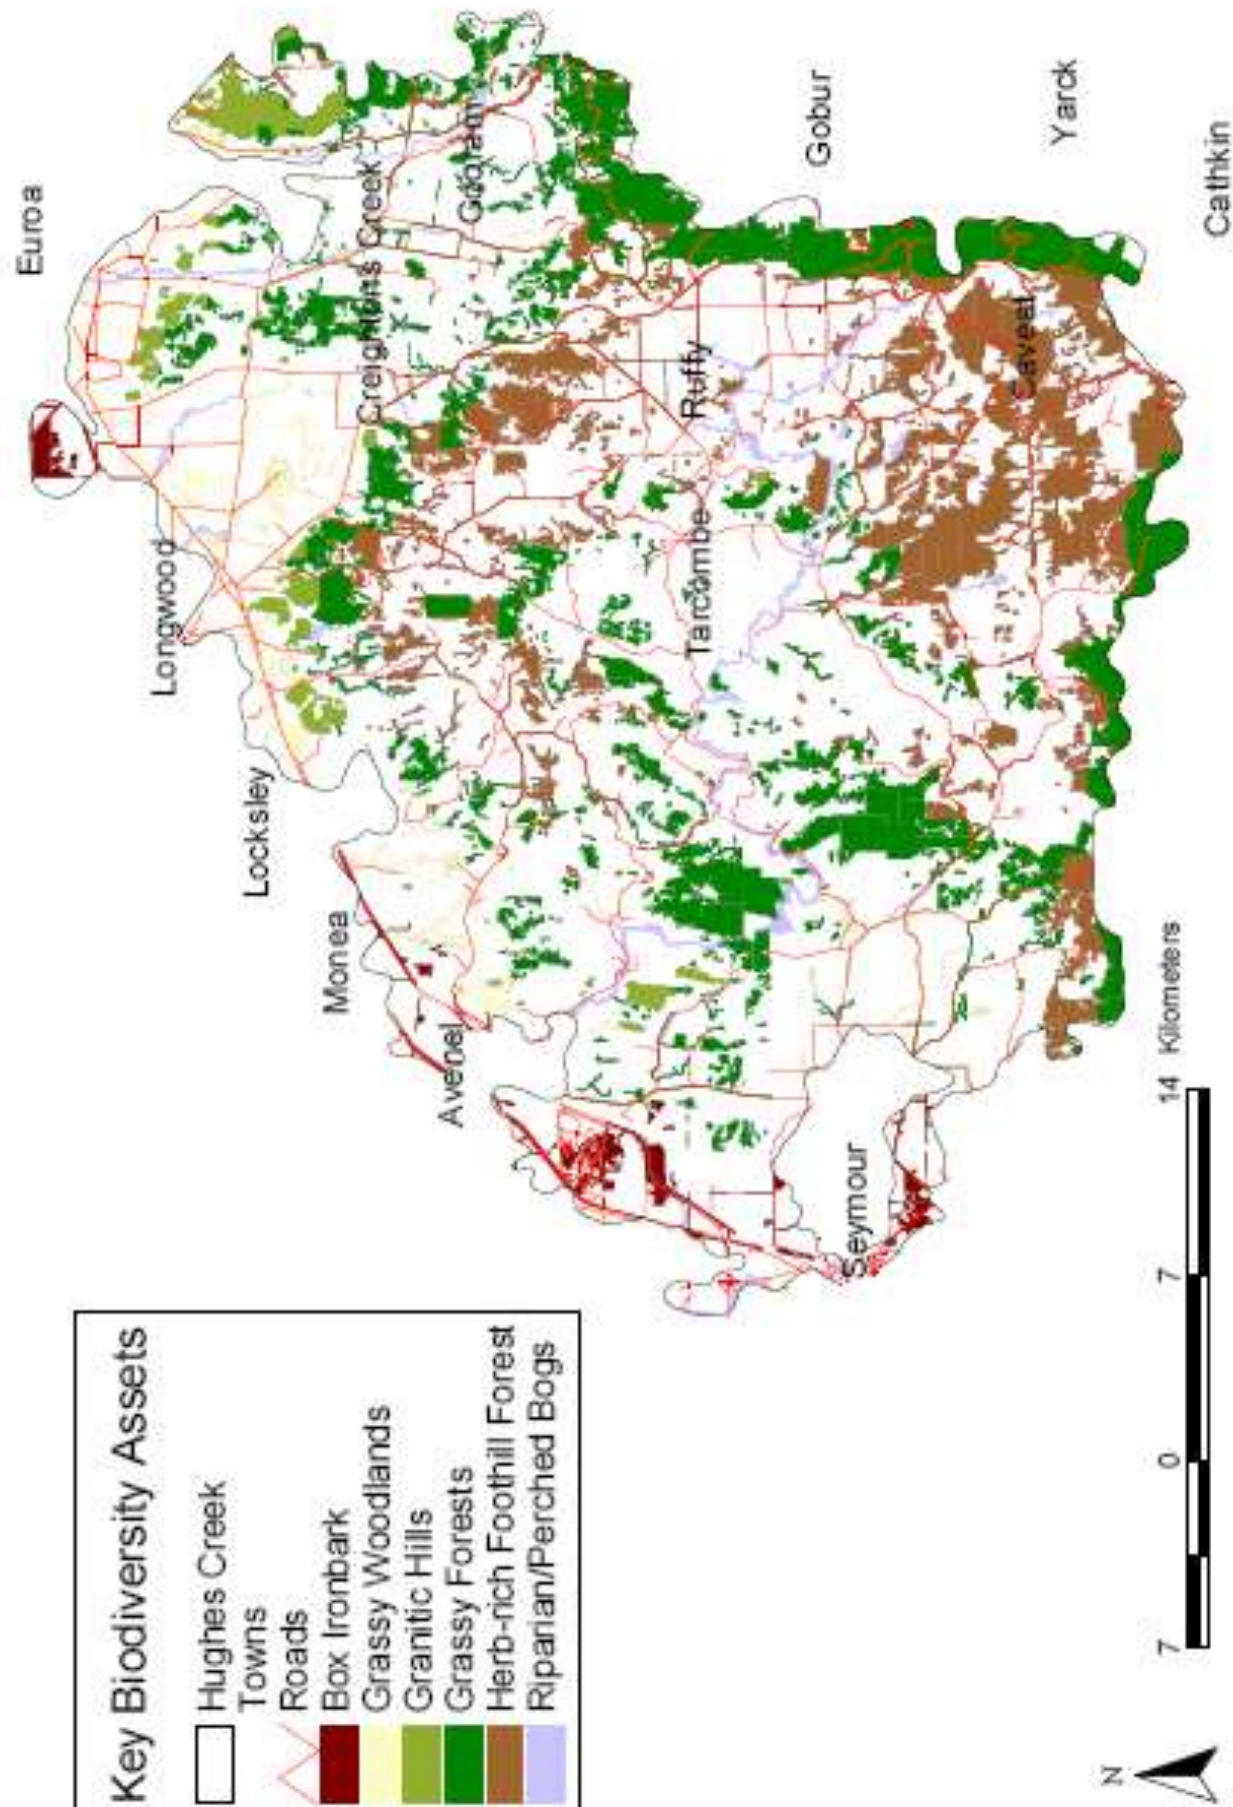 Key Biodiversity Assets
Hughes Creek
Towns
Roads
Box Ironbark
Grassy Woodlands
Granitic Hills
Grassy Forests
Herb-rich Foothill Forest
Riparian/Perched Bogs
Euroa
Longwood
Locksley
Monea
Avenel
Creightons Creek
Gooram
Gobur
Yarck
Cathkin
Ruffy
Caveat
Tarcombe
Seymour
N
7 0 7 14 Kilometers